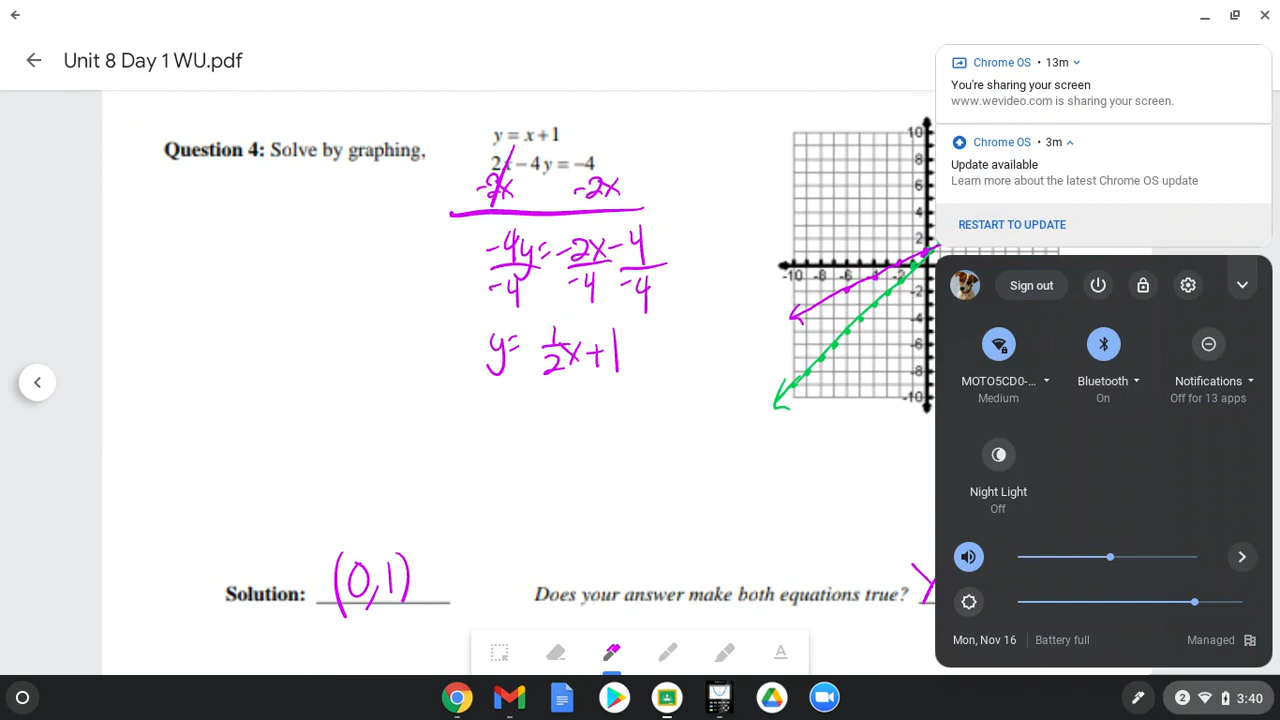 Unit 8 Day 1 WU.pdf
Chrome OS • 13m
You're sharing your screen
www.wevideo.com is sharing your screen.
Chrome OS • 3m
Update available
Learn more about the latest Chrome OS update
RESTART TO UPDATE
Question 4: Solve by graphing,
y = x + 1
2x − 4y = −4
-2x -2x
-4y = -2x - 4
-4 -4 -4
y = 1/2x + 1
10
8
6
4
2
-10 -8 -6 -4 -2
-2
-4
-6
-8
-10
Solution: (0,1)
Does your answer make both equations true?
Sign out
MOTO5CD0-... Bluetooth Notifications
Medium On Off for 13 apps
Night Light
Off
Mon, Nov 16 Battery full Managed
A
2 3:40